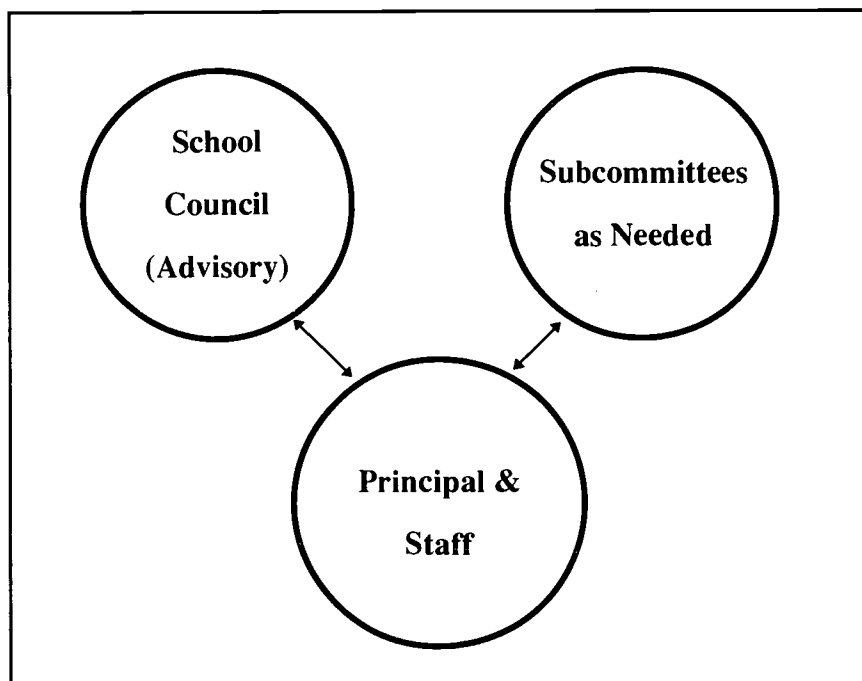 School
Council
(Advisory)
Subcommittees
as Needed
Principal &
Staff